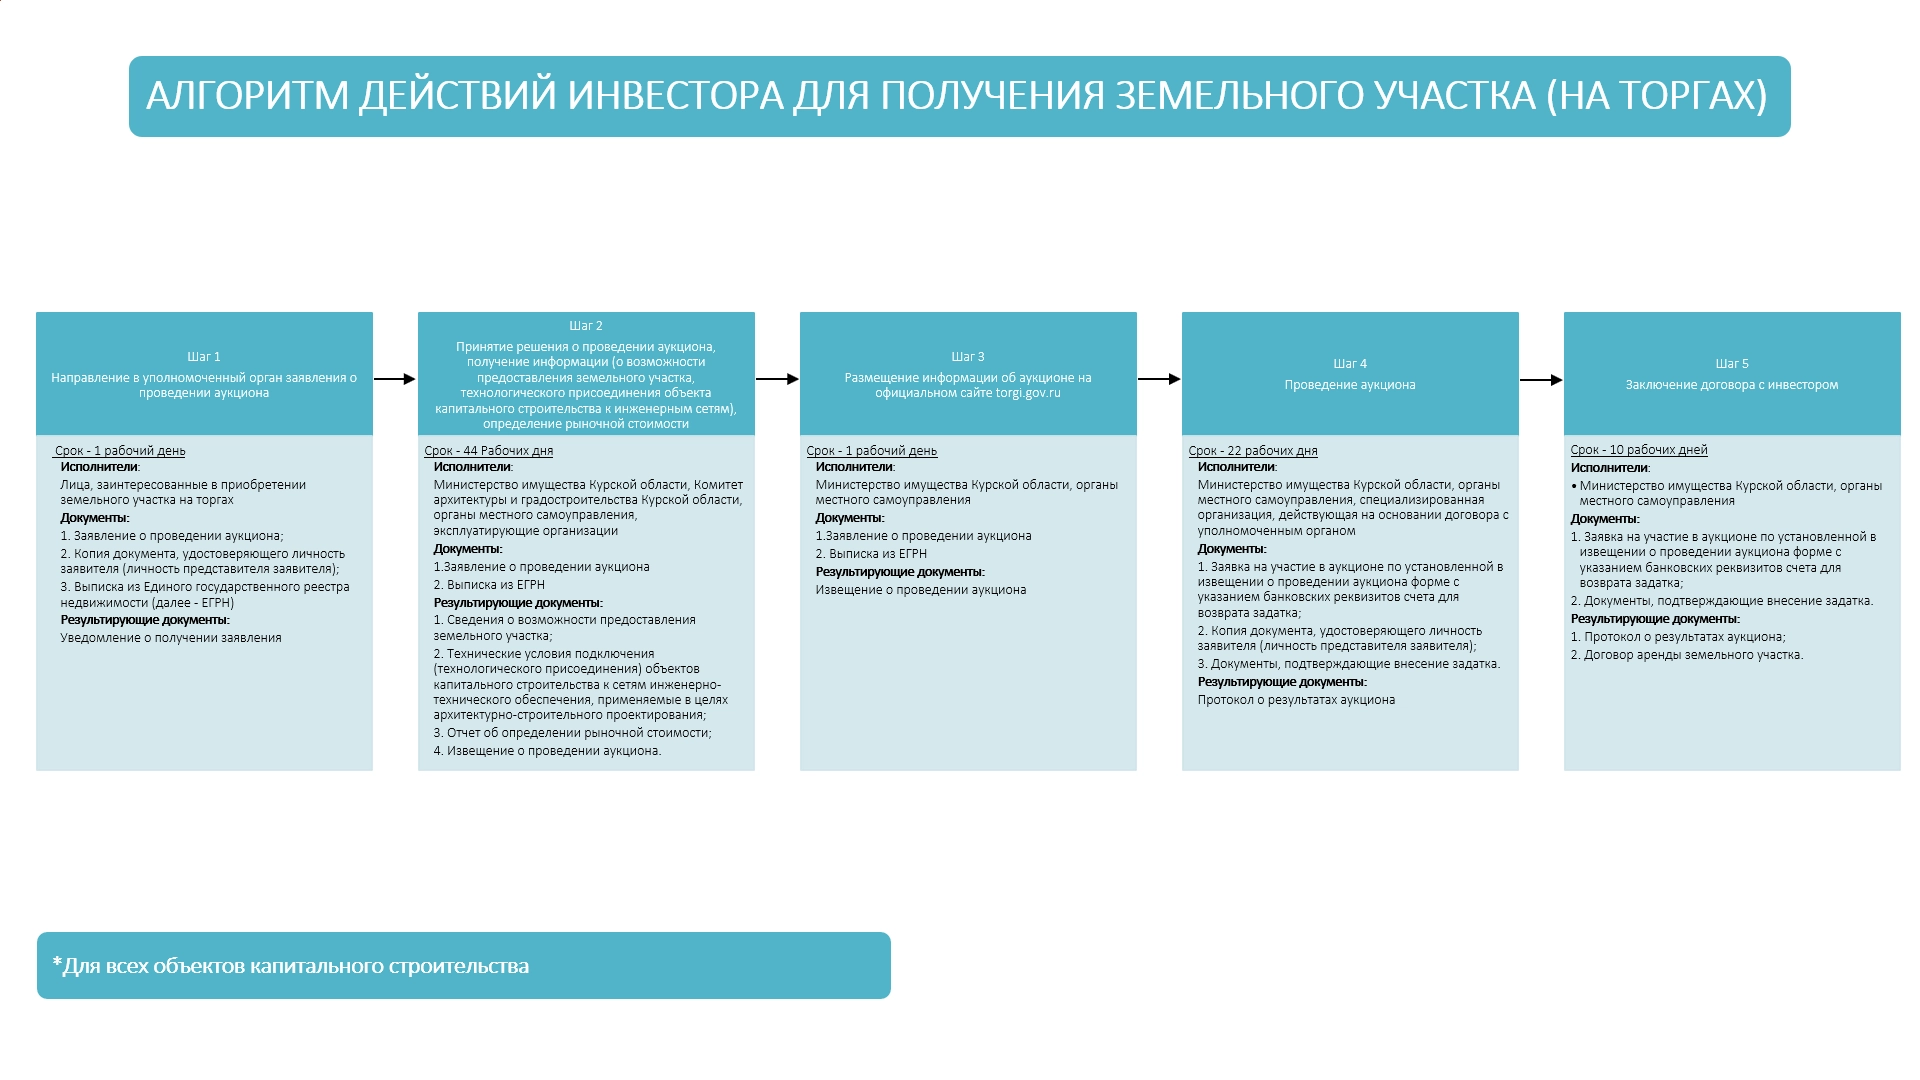 АЛГОРИТМ ДЕЙСТВИЙ ИНВЕСТОРА ДЛЯ ПОЛУЧЕНИЯ ЗЕМЕЛЬНОГО УЧАСТКА (НА ТОРГАХ)
Шаг 1
Направление в уполномоченный орган заявления о
проведении аукциона
Срок - 1 рабочий день
Исполнители:
Лица, заинтересованные в приобретении
земельного участка на торгах
Документы:
1. Заявление о проведении аукциона;
2. Копия документа, удостоверяющего личность
заявителя (личность представителя заявителя);
3. Выписка из Единого государственного реестра
недвижимости (далее - ЕГРН)
Результирующие документы:
Уведомление о получении заявления
Шаг 2
Принятие решения о проведении аукциона,
получение информации (о возможности
предоставления земельного участка,
технологического присоединения объекта
капитального строительства к инженерным сетям),
определение рыночной стоимости
Срок - 44 Рабочих дня
Исполнители:
Министерство имущества Курской области, Комитет
архитектуры и градостроительства Курской области,
органы местного самоуправления,
эксплуатирующие организации
Документы:
1.Заявление о проведении аукциона
2. Выписка из ЕГРН
Результирующие документы:
1. Сведения о возможности предоставления
земельного участка;
2. Технические условия подключения
(технологического присоединения) объектов
капитального строительства к сетям инженерно-
технического обеспечения, применяемые в целях
архитектурно-строительного проектирования;
3. Отчет об определении рыночной стоимости;
4. Извещение о проведении аукциона.
Шаг 3
Размещение информации об аукционе на
официальном сайте torgi.gov.ru
Срок - 1 рабочий день
Исполнители:
Министерство имущества Курской области, органы
местного самоуправления
Документы:
1.Заявление о проведении аукциона
2. Выписка из ЕГРН
Результирующие документы:
Извещение о проведении аукциона
Шаг 4
Проведение аукциона
Срок - 22 рабочих дня
Исполнители:
Министерство имущества Курской области, органы
местного самоуправления, специализированная
организация, действующая на основании договора с
уполномоченным органом
Документы:
1. Заявка на участие в аукционе по установленной в
извещении о проведении аукциона форме с
указанием банковских реквизитов счета для
возврата задатка;
2. Копия документа, удостоверяющего личность
заявителя (личность представителя заявителя);
3. Документы, подтверждающие внесение задатка.
Результирующие документы:
Протокол о результатах аукциона
Шаг 5
Заключение договора с инвестором
Срок - 10 рабочих дней
Исполнители:
• Министерство имущества Курской области, органы
местного самоуправления
Документы:
1. Заявка на участие в аукционе по установленной в
извещении о проведении аукциона форме с
указанием банковских реквизитов счета для
возврата задатка;
2. Документы, подтверждающие внесение задатка.
Результирующие документы:
1. Протокол о результатах аукциона;
2. Договор аренды земельного участка.
*Для всех объектов капитального строительства